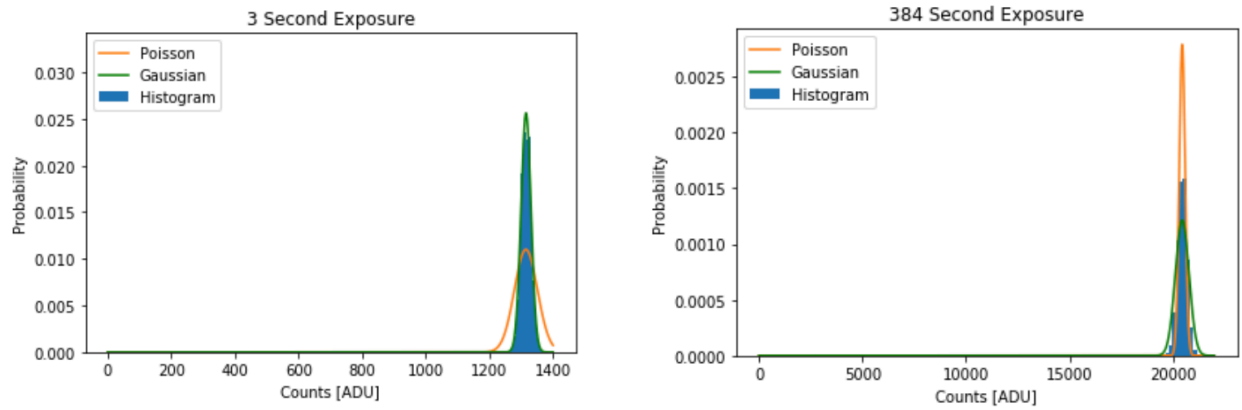 3 Second Exposure
Poisson
Gaussian
Histogram
0.030
0.025
0.020
0.015
0.010
0.005
0.000
Probability
0 200 400 600 800 1000 1200 1400
Counts [ADU]
384 Second Exposure
Poisson
Gaussian
Histogram
0.0025
0.0020
0.0015
0.0010
0.0005
0.0000
Probability
0 5000 10000 15000 20000
Counts [ADU]